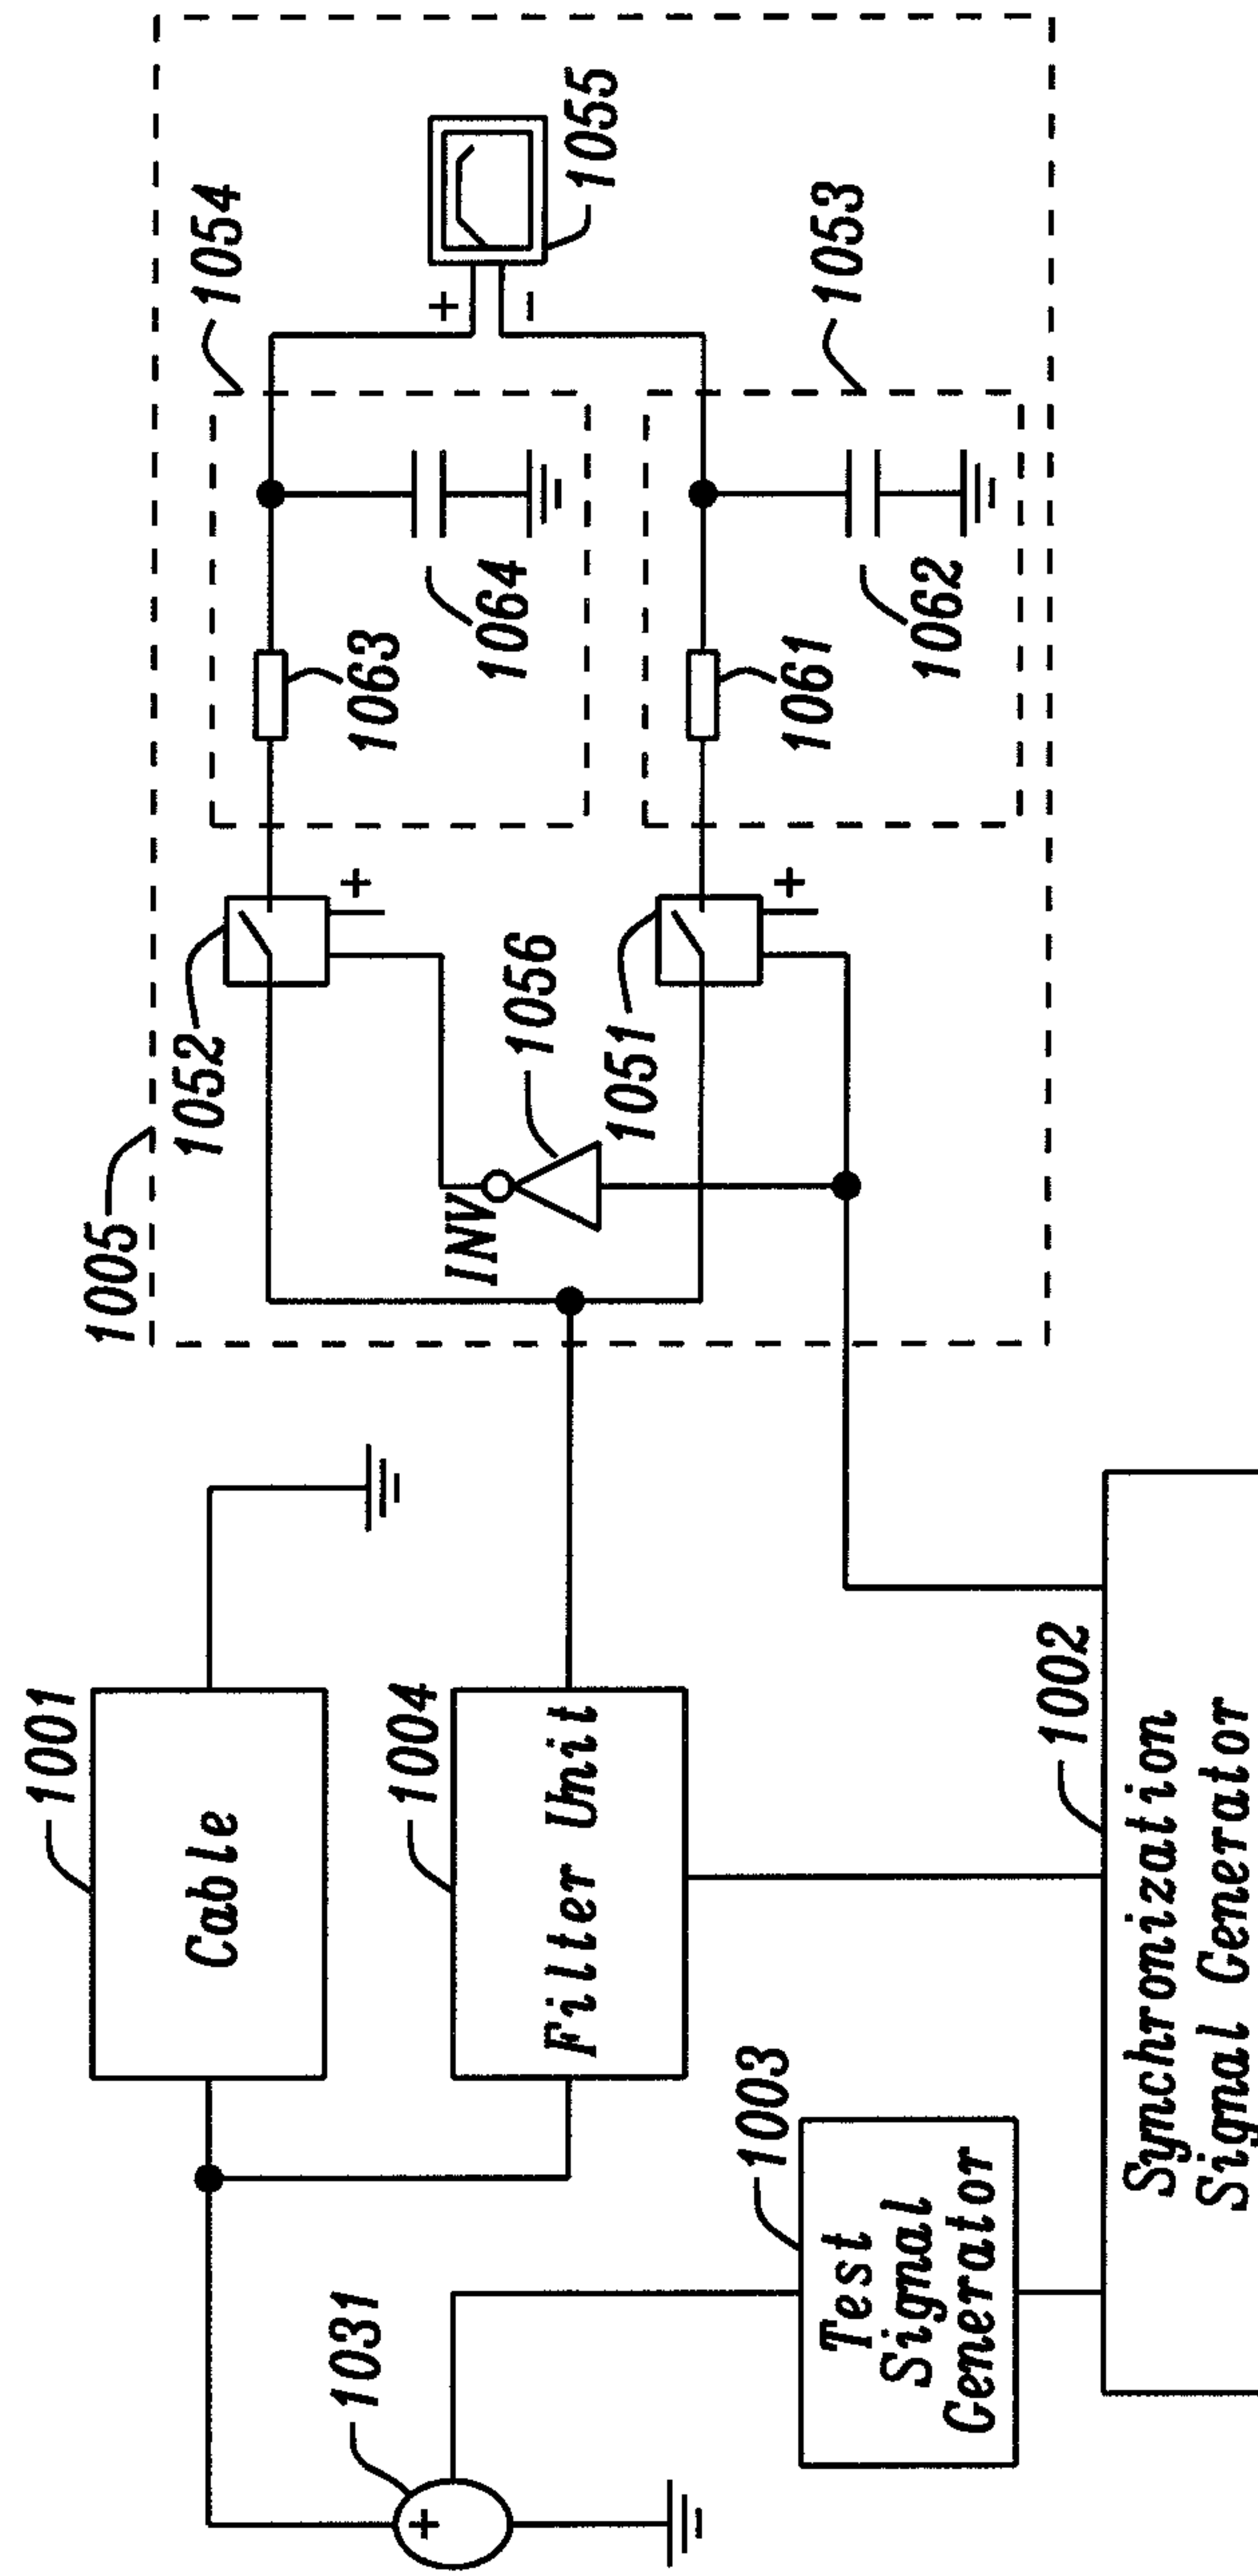 1001
Cable
1005
1052
1054
1063
1064
+
+
-
1055
1031
+
1004
Filter Unit
INV
1056
1051
+
1061
1062
1053
1003
Test
Signal
Generator
1002
Synchronization
Signal Generator